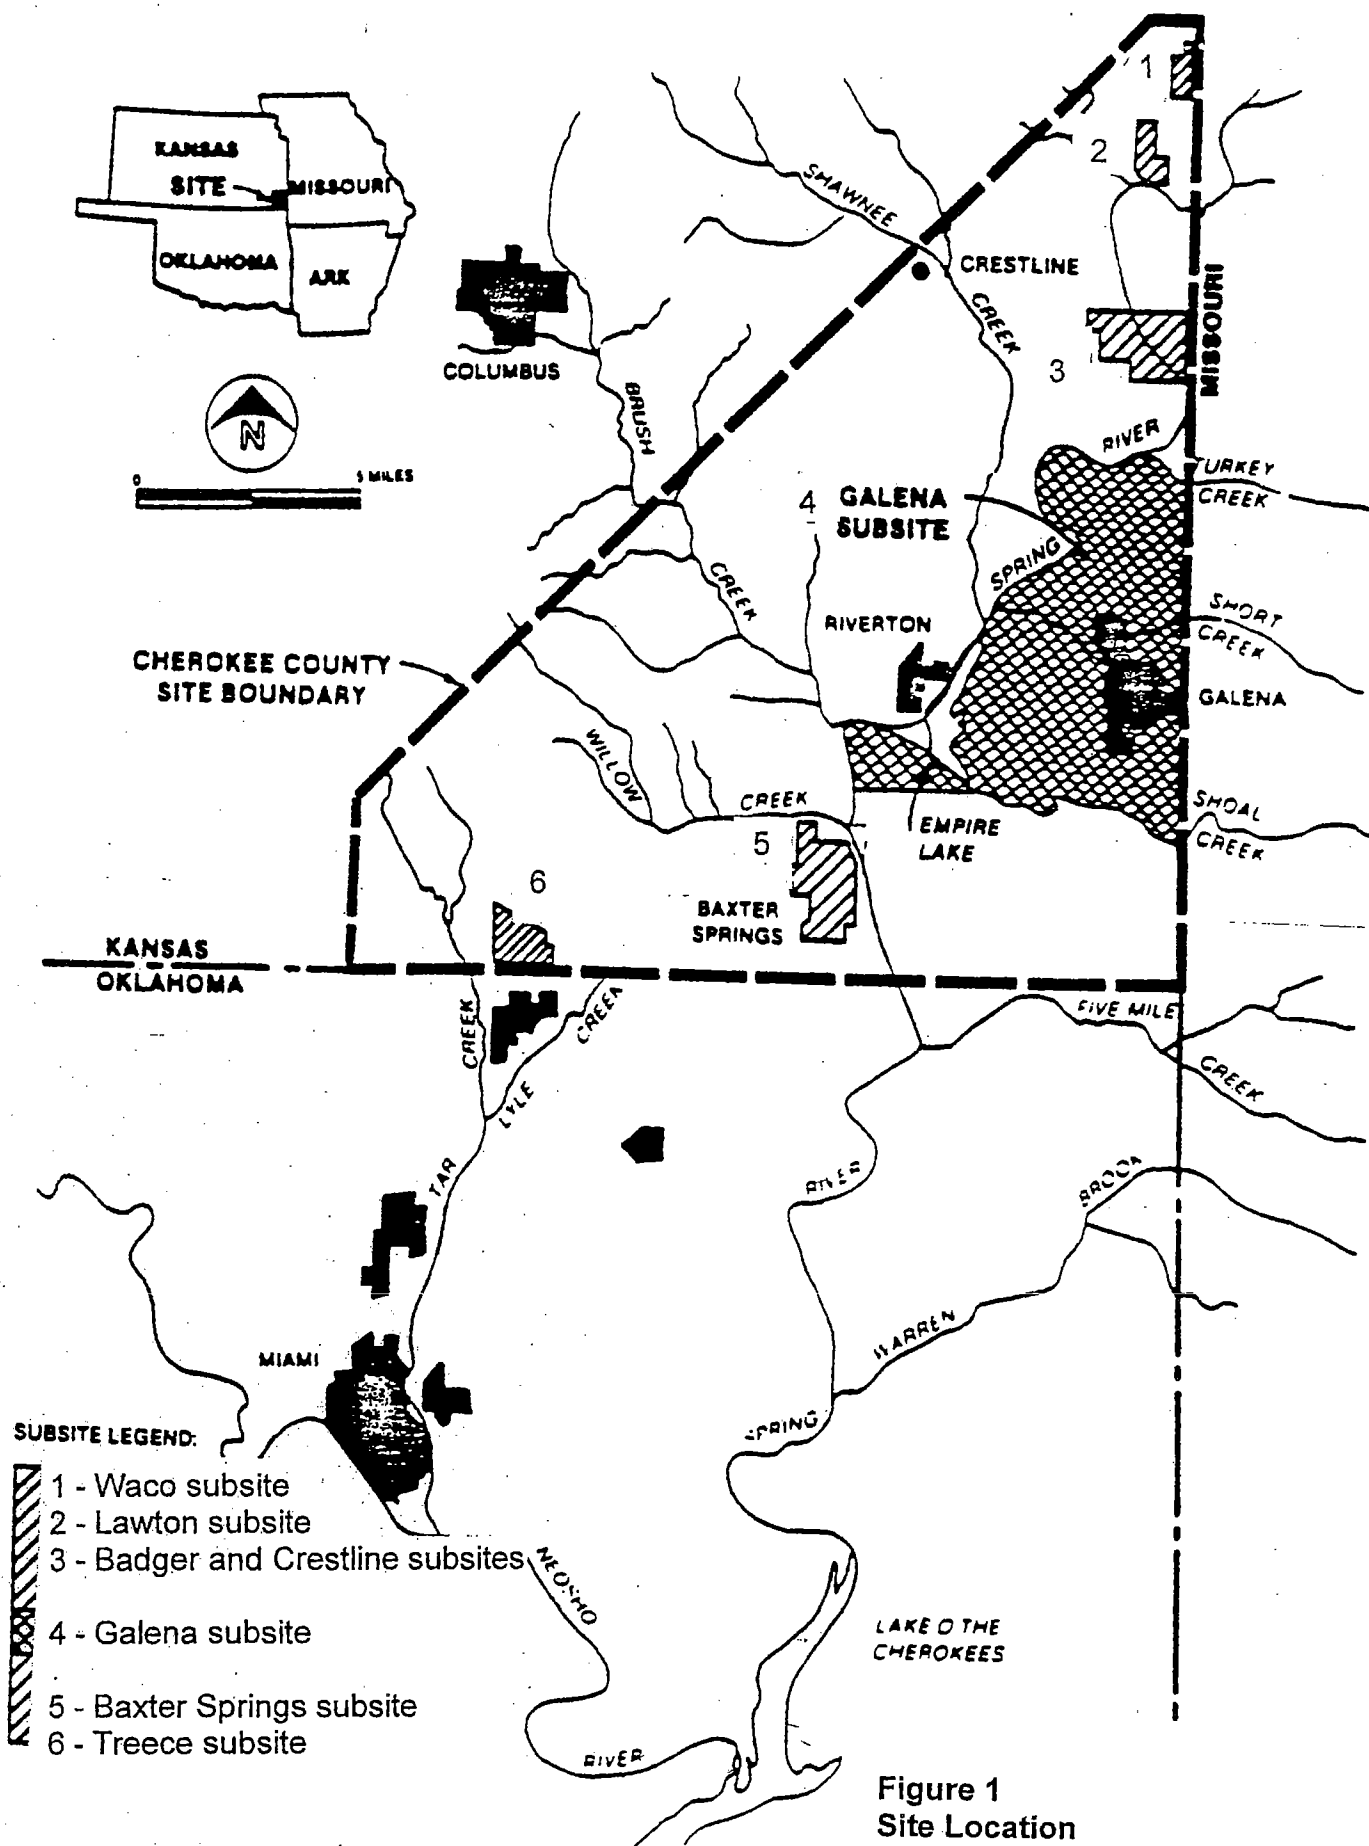 1
2
SHAWNEE
CREEK
CRESTLINE
KANSAS
SITE
MISSOURI
OKLAHOMA
ARK
COLUMBUS
BRUSH
CREEK
N
0
5 MILES
MISSOURI
3
RIVER
TURKEY
CREEK
4
GALENA
SUBSITE
SPRING
SHORT
CREEK
RIVERTON
CHEROKEE COUNTY
SITE BOUNDARY
GALENA
WILLOW
CREEK
SHOAL
CREEK
EMPIRE
LAKE
5
6
BAXTER
SPRINGS
KANSAS
OKLAHOMA
CREEK
CREEK
FIVE MILE
CREEK
LYLE
TAR
RIVER
BROOK
WARREN
MIAMI
SPRING
SUBSITE LEGEND:
1 - Waco subsite
2 - Lawton subsite
3 - Badger and Crestline subsites
4 - Galena subsite
5 - Baxter Springs subsite
6 - Treece subsite
NEOSHO
RIVER
LAKE O THE
CHEROKEES
Figure 1
Site Location